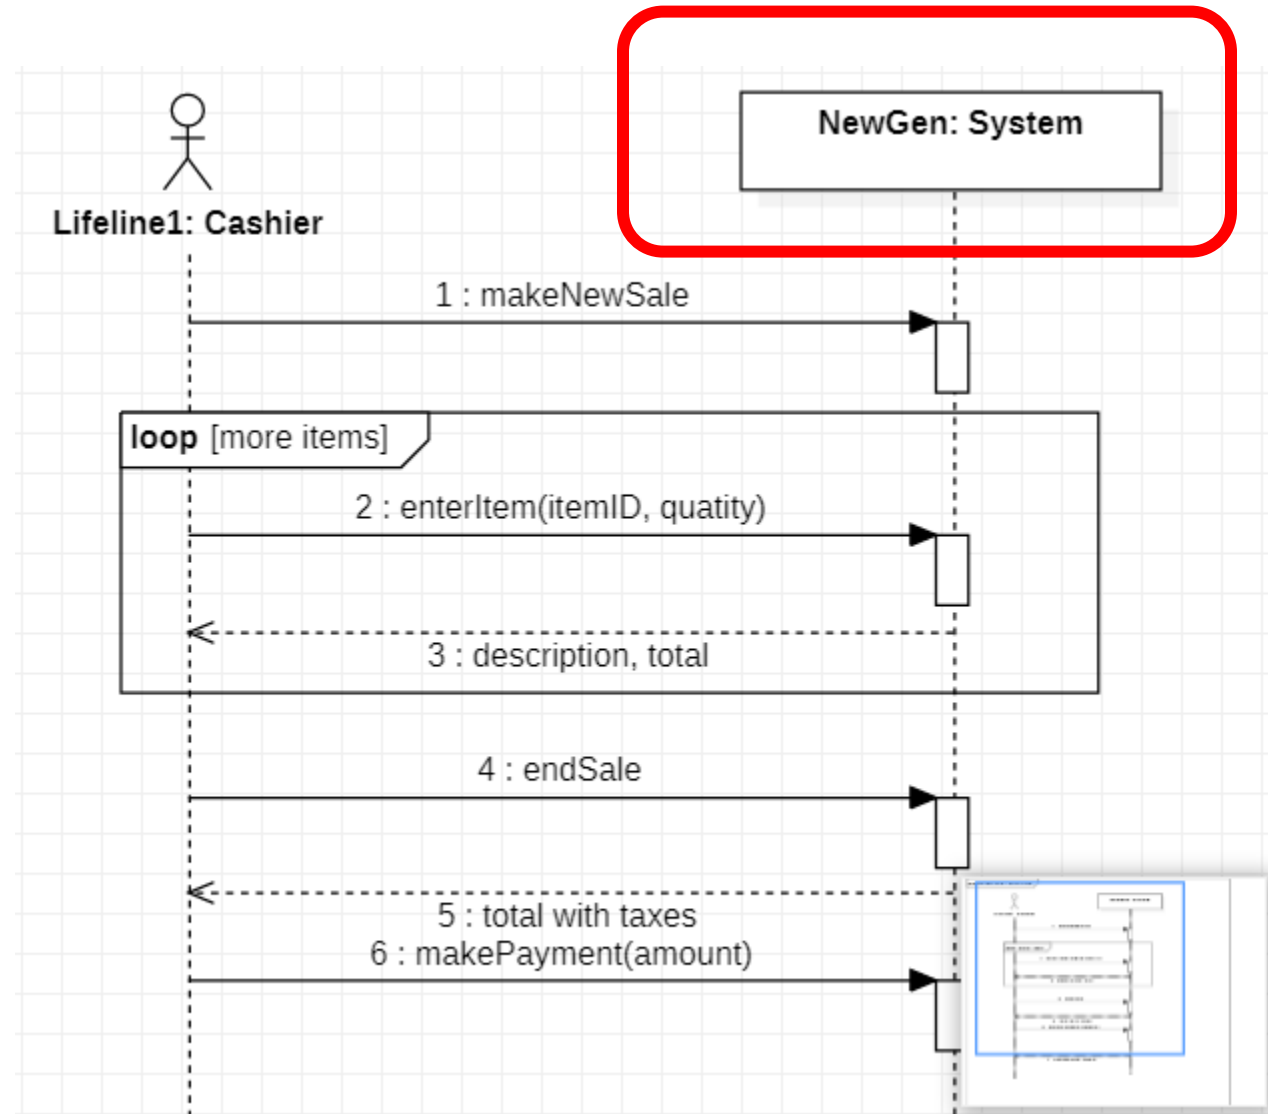 NewGen: System
Lifeline1: Cashier
1 : makeNewSale
loop [more items]
2 : enterItem(itemID, quatity)
3 : description, total
4 : endSale
5 : total with taxes
6 : makePayment(amount)